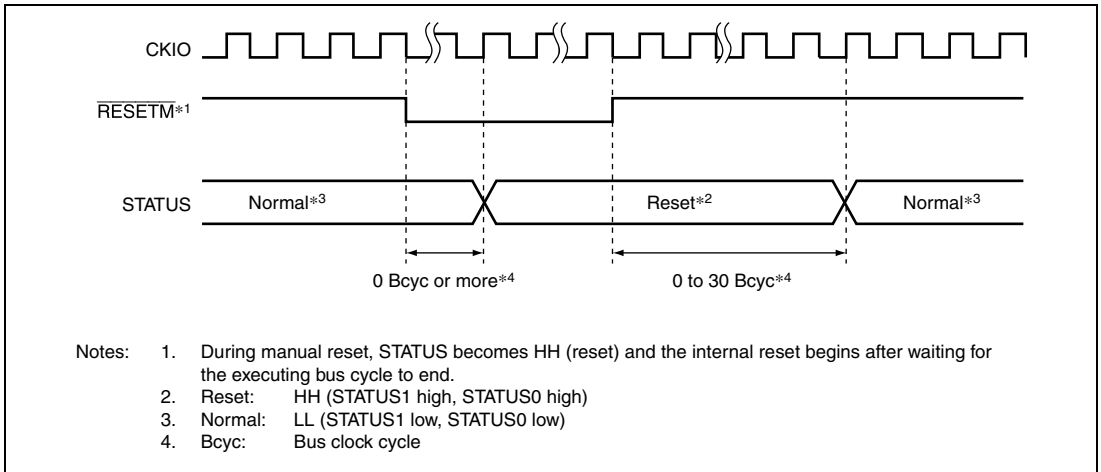 CKIO
RESETM*1
STATUS
Normal*3
Reset*2
Normal*3
0 Bcyc or more*4
0 to 30 Bcyc*4
Notes: 1. During manual reset, STATUS becomes HH (reset) and the internal reset begins after waiting for
the executing bus cycle to end.
2. Reset: HH (STATUS1 high, STATUS0 high)
3. Normal: LL (STATUS1 low, STATUS0 low)
4. Bcyc: Bus clock cycle